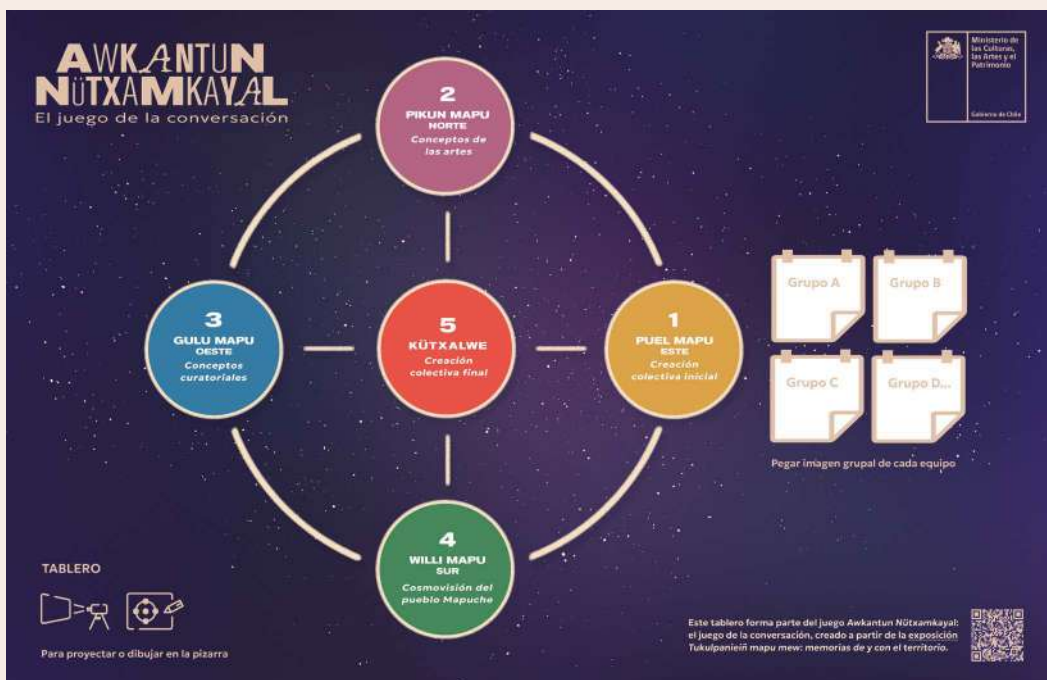 AWKANTUN
NÜTXAMKAYAL
El juego de la conversación
Ministerio de
las Culturas,
las Artes y el
Patrimonio
Gobierno de Chile
2
PIKUN MAPU
NORTE
Conceptos de
las artes
3
GULU MAPU
OESTE
Conceptos
curatoriales
5
KÜTXALWE
Creación
colectiva final
1
PUEL MAPU
ESTE
Creación
colectiva inicial
4
WILLI MAPU
SUR
Cosmovisión del
pueblo Mapuche
Grupo A
Grupo B
Grupo C
Grupo D...
Pegar imagen grupal de cada equipo
TABLERO
Para proyectar o dibujar en la pizarra
Este tablero forma parte del juego Awkantun Nütxamkayal:
el juego de la conversación, creado a partir de la exposición
Tukulpanieiñ mapu mew: memorias de y con el territorio.